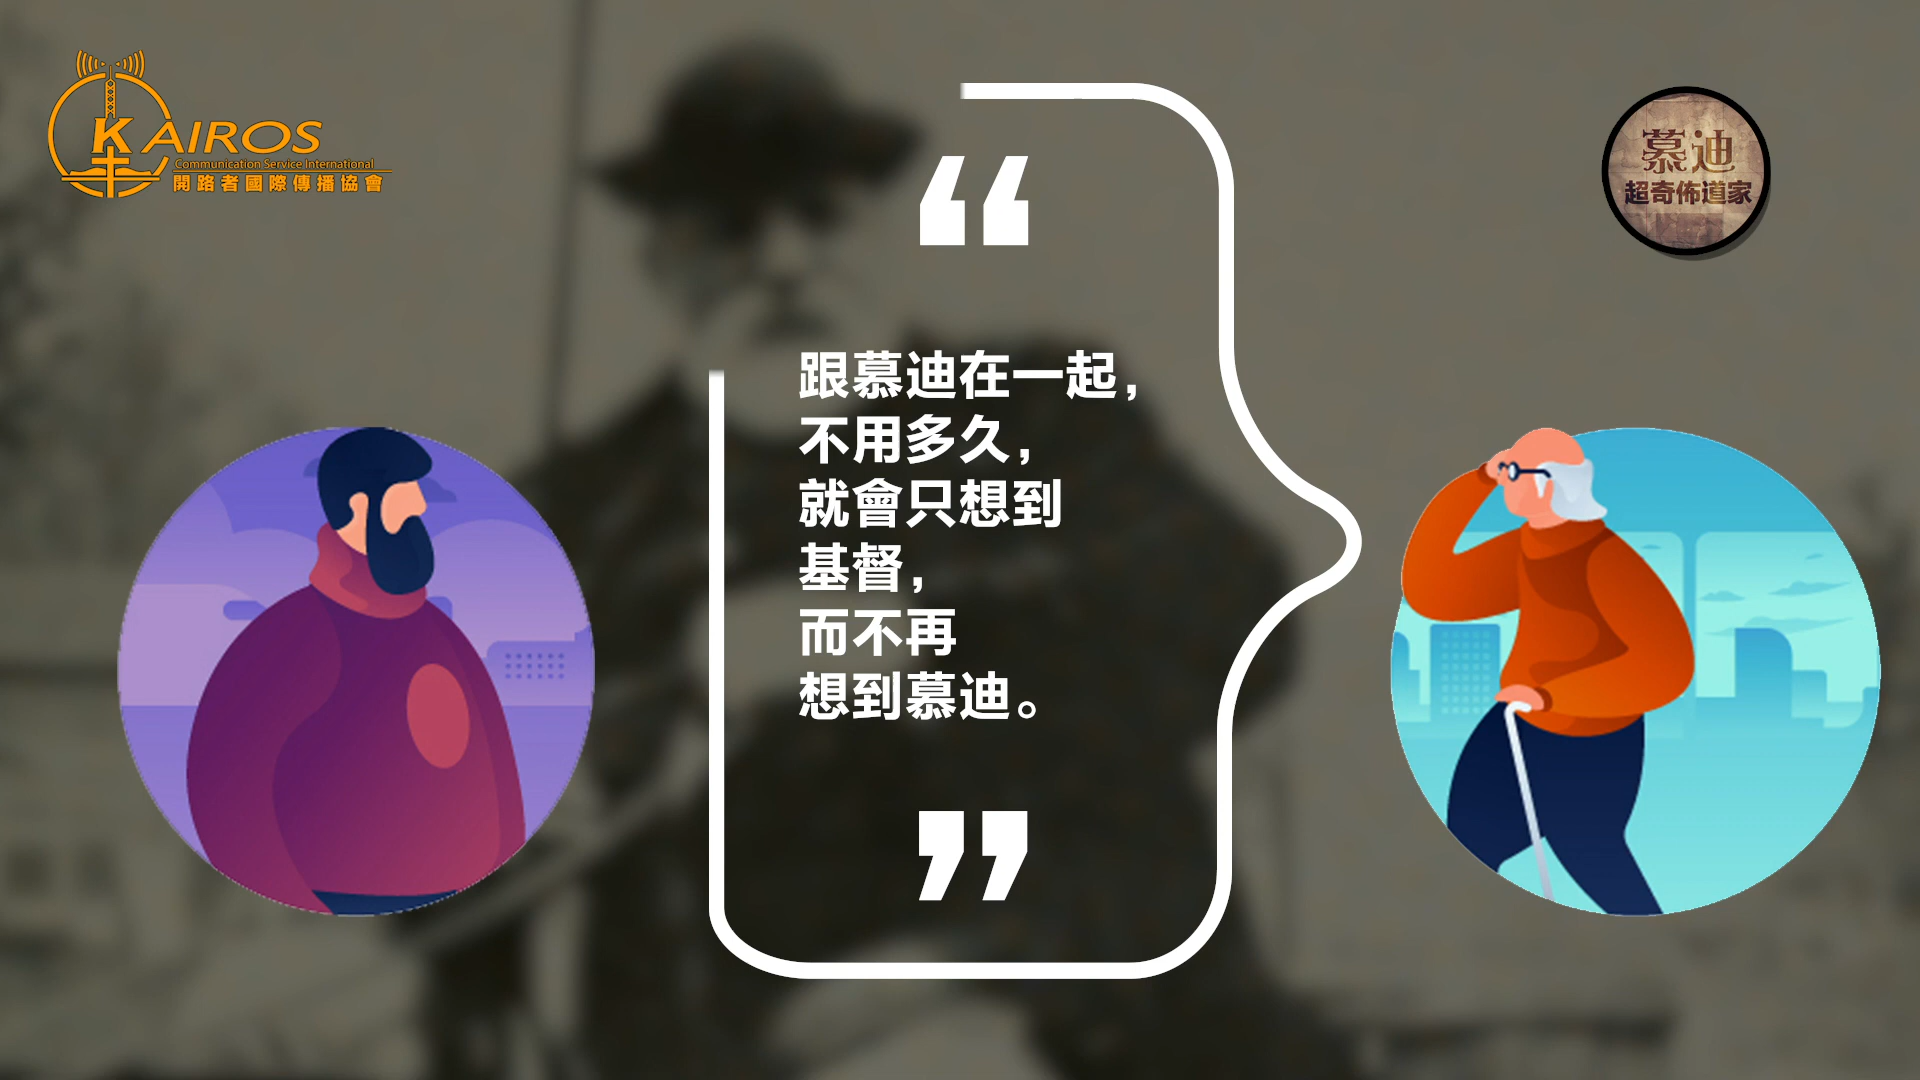 KAIROS
Communication Service International
開路者國際傳播協會
慕迪
超奇佈道家
“
跟慕迪在一起，
不用多久，
就會只想到
基督，
而不再
想到慕迪。
”